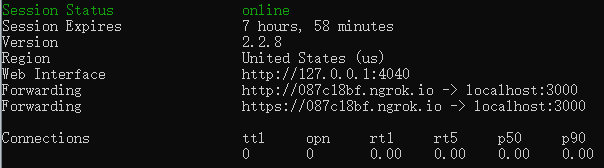 Session Status online
Session Expires 7 hours, 58 minutes
Version 2.2.8
Region United States (us)
Web Interface http://127.0.0.1:4040
Forwarding http://087c18bf.ngrok.io -> localhost:3000
Forwarding https://087c18bf.ngrok.io -> localhost:3000
Connections ttl opn rt1 rt5 p50 p90
0 0 0.00 0.00 0.00 0.00